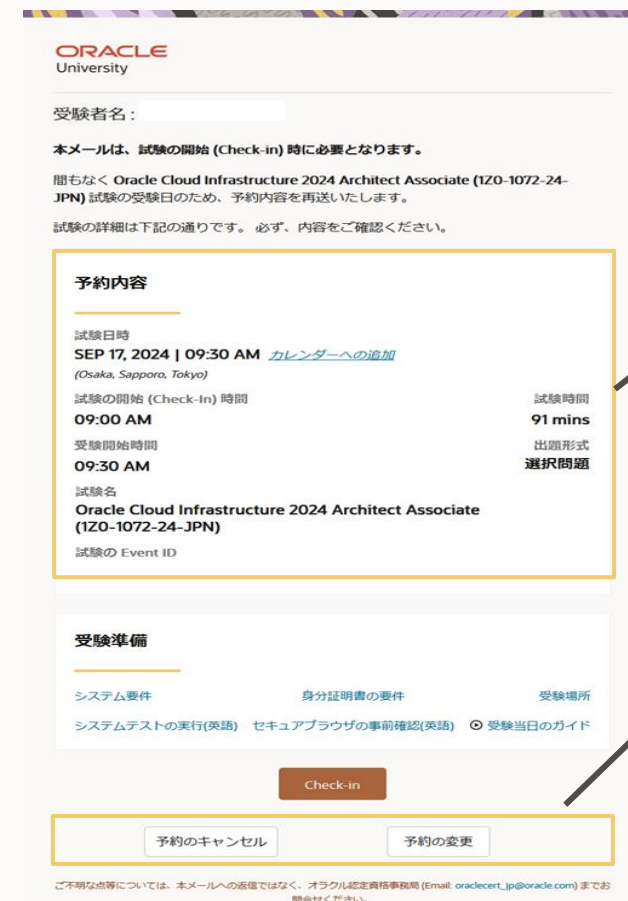 ORACLE
University
受験者名 :
本メールは、試験の開始 (Check-in) 時に必要となります。
間もなく Oracle Cloud Infrastructure 2024 Architect Associate (1Z0-1072-24-
JPN) 試験の受験日のため、予約内容を再送いたします。
試験の詳細は下記の通りです。 必ず、内容をご確認ください。
予約内容
試験日時
SEP 17, 2024 | 09:30 AM カレンダーへの追加
(Osaka, Sapporo, Tokyo)
試験の開始 (Check-In) 時間 試験時間
09:00 AM 91 mins
受験開始時間 出題形式
09:30 AM 選択問題
試験名
Oracle Cloud Infrastructure 2024 Architect Associate
(1Z0-1072-24-JPN)
試験の Event ID
受験準備
システム要件 身分証明書の要件 受験場所
システムテストの実行(英語) セキュアブラウザの事前確認(英語) 受験当日のガイド
Check-in
予約のキャンセル 予約の変更
ご不明な点等については、本メールへの返信ではなく、オラクル認定資格事務局 (Email: oraclecert_jp@oracle.com) までお
問合せください。